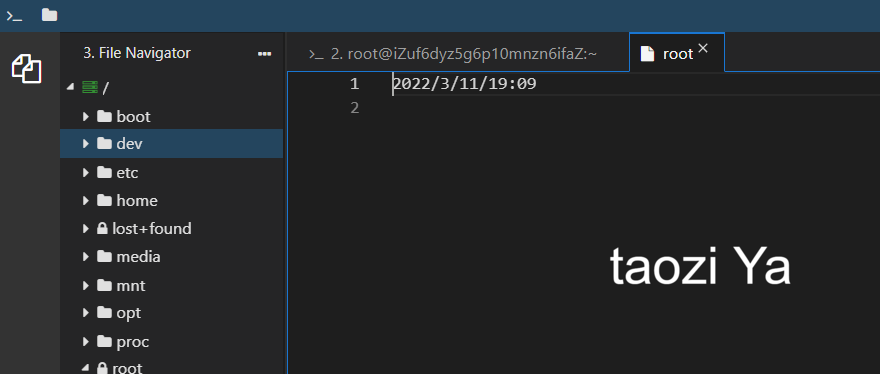 3. File Navigator
/
boot
dev
etc
home
lost+found
media
mnt
opt
proc
root
2. root@iZuf6dyz5g6p10mnzn6ifaZ:~
root
1 2022/3/11/19:09
2
taozi Ya